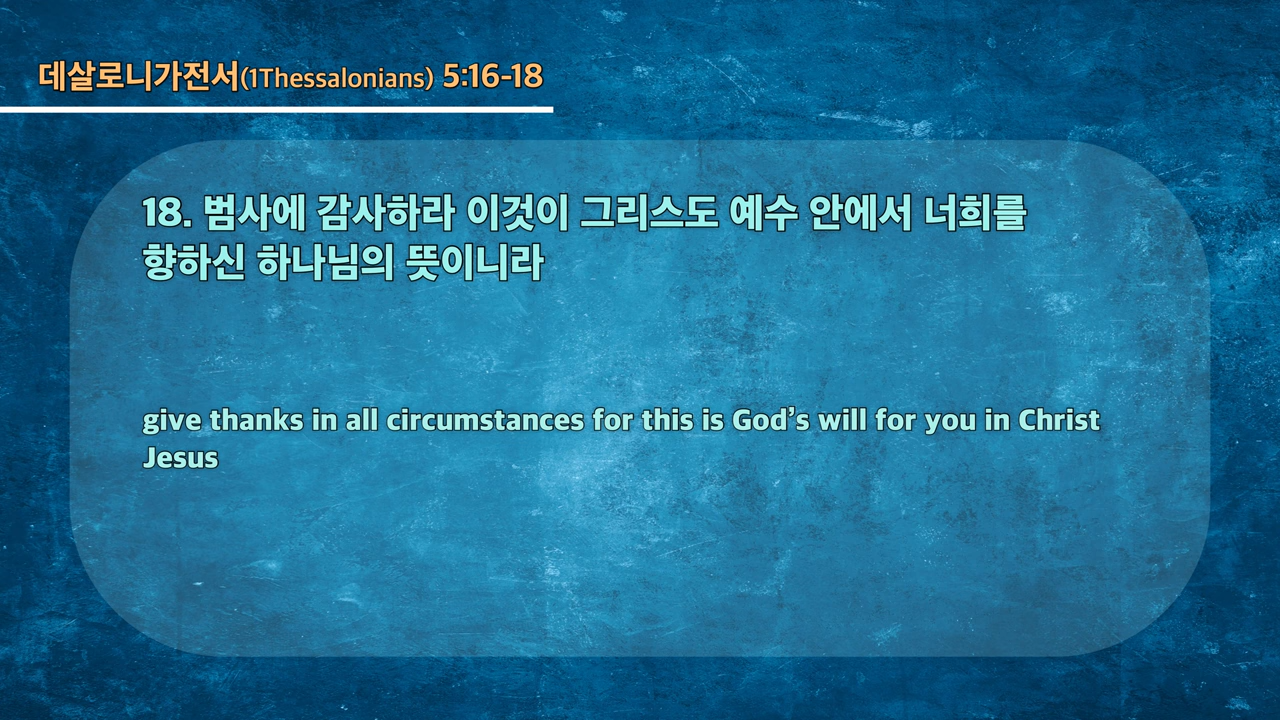 데살로니가전서(1Thessalonians) 5:16-18
18. 범사에 감사하라 이것이 그리스도 예수 안에서 너희를
향하신 하나님의 뜻이니라
give thanks in all circumstances for this is God’s will for you in Christ
Jesus